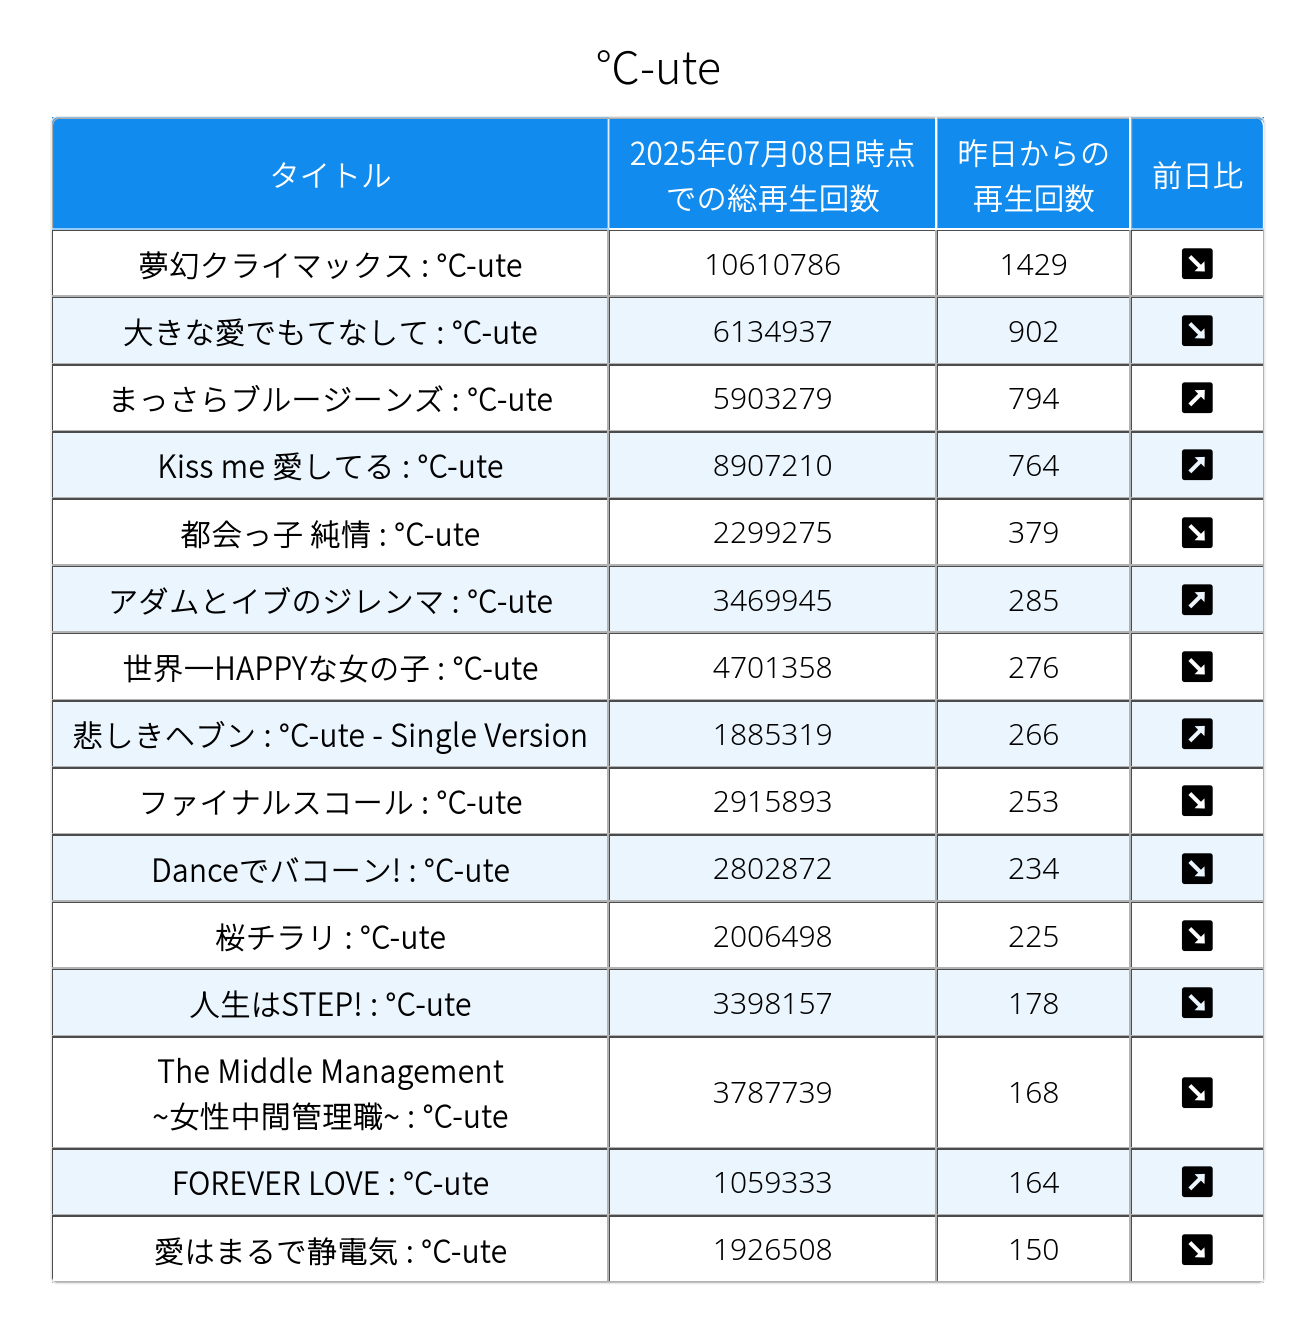 °C-ute
タイトル
2025年07月08日時点
での総再生回数
昨日からの
再生回数
前日比
夢幻クライマックス : °C-ute 10610786 1429 ↘
大きな愛でもてなして : °C-ute 6134937 902 ↘
まっさらブルージーンズ : °C-ute 5903279 794 ↗
Kiss me 愛してる : °C-ute 8907210 764 ↗
都会っ子 純情 : °C-ute 2299275 379 ↘
アダムとイブのジレンマ : °C-ute 3469945 285 ↗
世界一HAPPYな女の子 : °C-ute 4701358 276 ↘
悲しきヘブン : °C-ute - Single Version 1885319 266 ↗
ファイナルスコール : °C-ute 2915893 253 ↘
Danceでバコーン! : °C-ute 2802872 234 ↘
桜チラリ : °C-ute 2006498 225 ↘
人生はSTEP! : °C-ute 3398157 178 ↘
The Middle Management
~女性中間管理職~ : °C-ute 3787739 168 ↘
FOREVER LOVE : °C-ute 1059333 164 ↗
愛はまるで静電気 : °C-ute 1926508 150 ↘